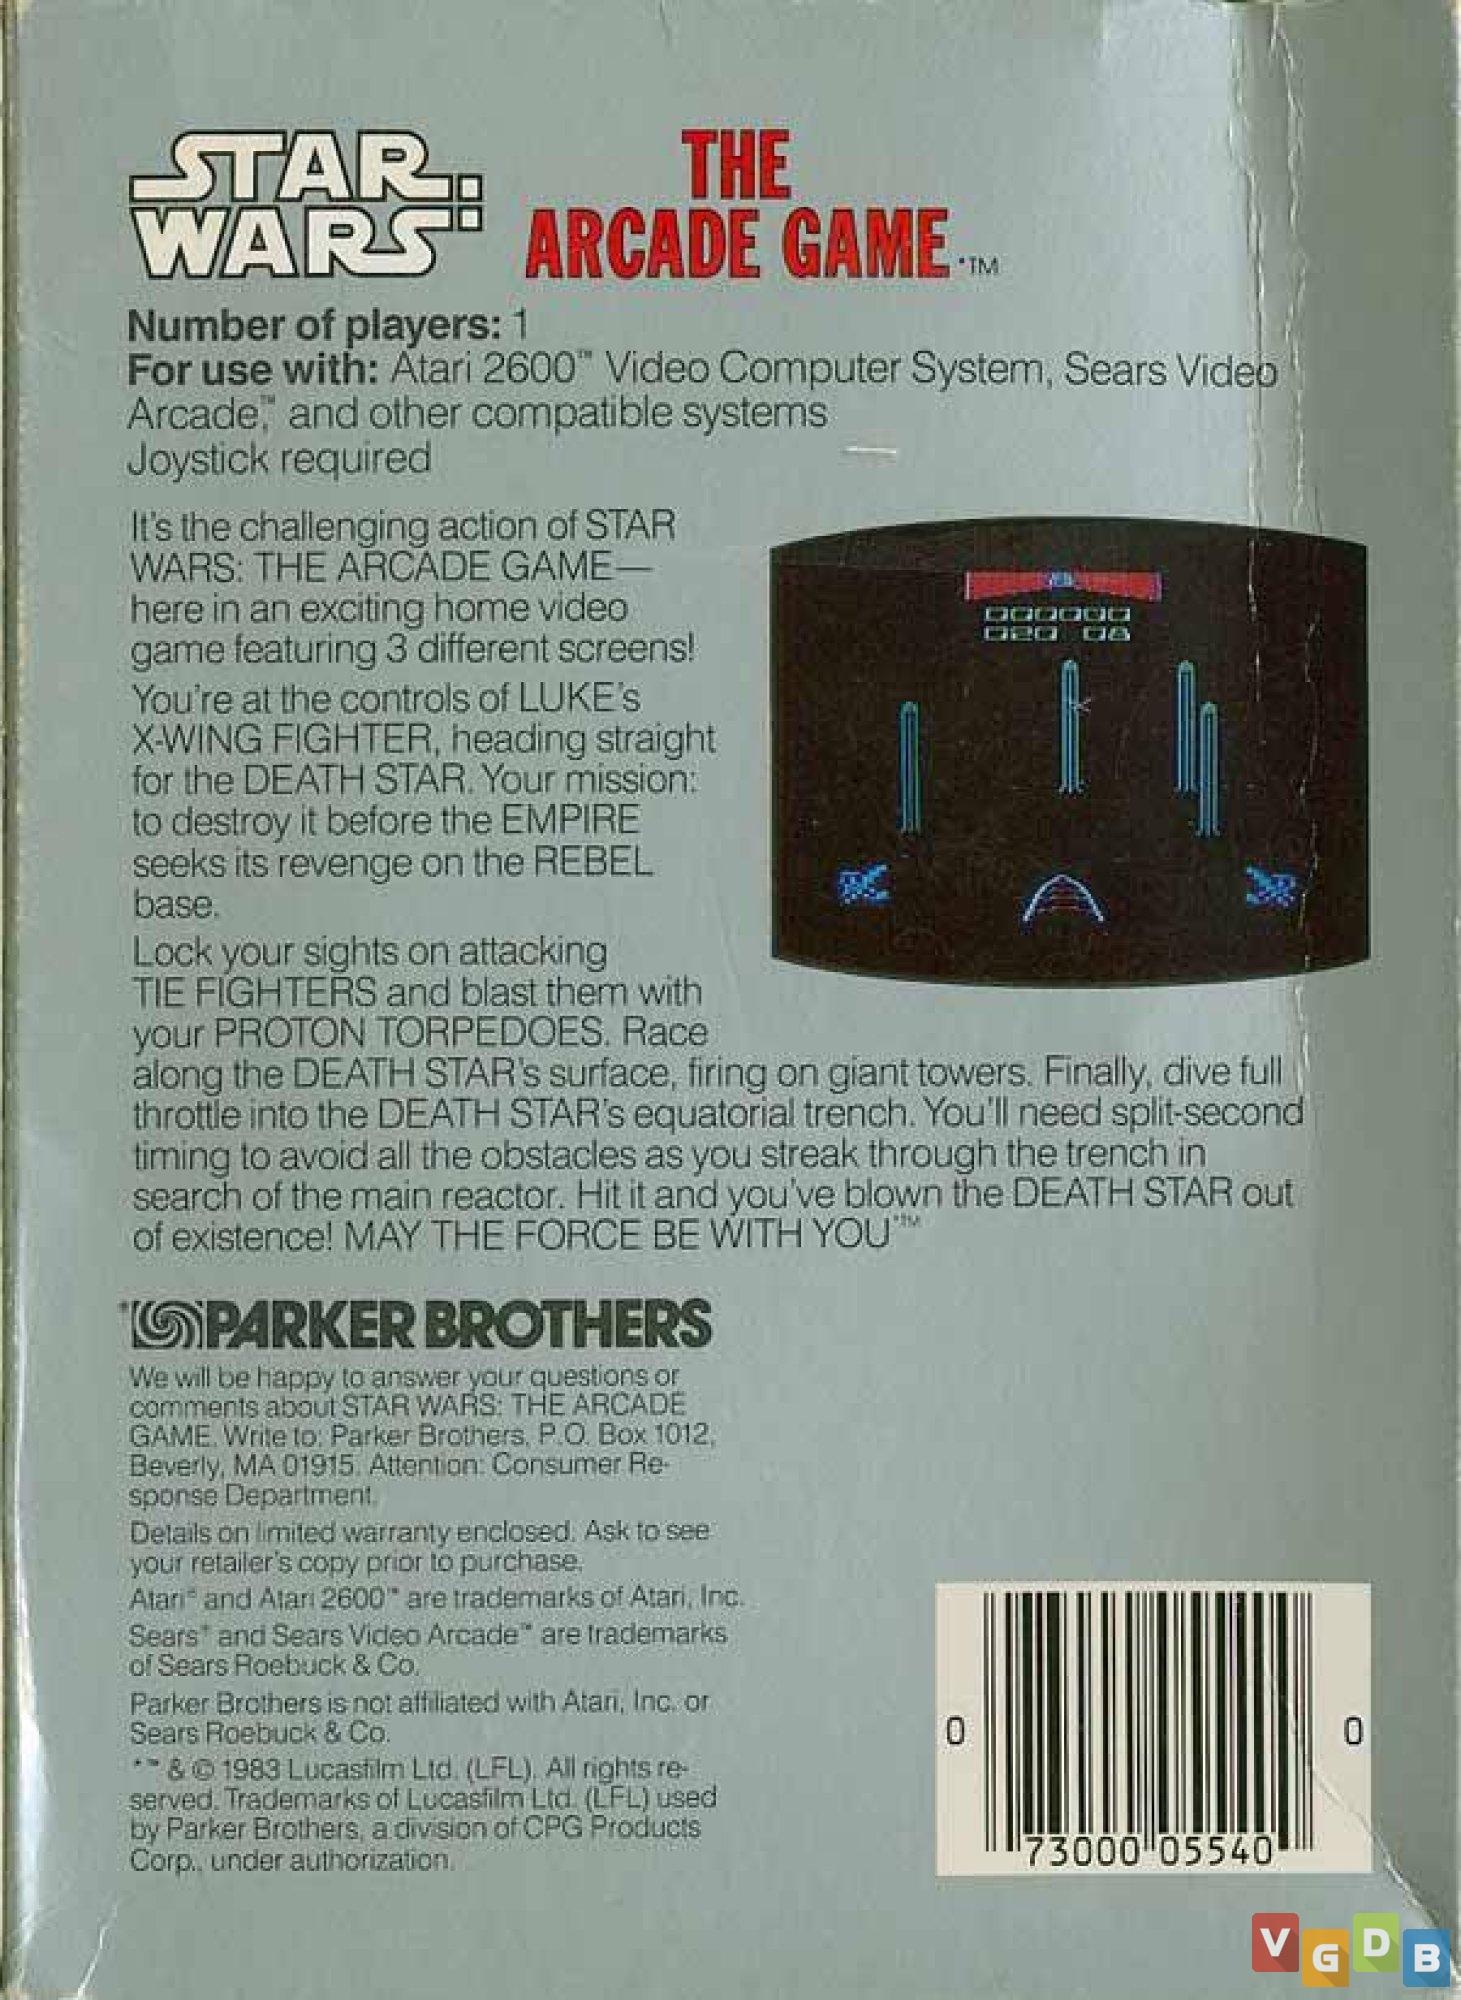 STAR
WARS
THE
ARCADE GAME*™
Number of players: 1
For use with: Atari 2600™ Video Computer System, Sears Video
Arcade,™ and other compatible systems
Joystick required
It's the challenging action of STAR
WARS: THE ARCADE GAME—
here in an exciting home video
game featuring 3 different screens!
You're at the controls of LUKE's
X-WING FIGHTER, heading straight
for the DEATH STAR. Your mission:
to destroy it before the EMPIRE
seeks its revenge on the REBEL
base.
000000
020 08
Lock your sights on attacking
TIE FIGHTERS and blast them with
your PROTON TORPEDOES. Race
along the DEATH STAR's surface, firing on giant towers. Finally, dive full
throttle into the DEATH STAR's equatorial trench. You'll need split-second
timing to avoid all the obstacles as you streak through the trench in
search of the main reactor. Hit it and you've blown the DEATH STAR out
of existence! MAY THE FORCE BE WITH YOU*™
PARKER BROTHERS
We will be happy to answer your questions or
comments about STAR WARS: THE ARCADE
GAME. Write to: Parker Brothers, P.O. Box 1012,
Beverly, MA 01915. Attention: Consumer Re-
sponse Department.
Details on limited warranty enclosed. Ask to see
your retailer's copy prior to purchase.
Atari® and Atari 2600™ are trademarks of Atari, Inc.
Sears® and Sears Video Arcade™ are trademarks
of Sears Roebuck & Co.
Parker Brothers is not affiliated with Atari, Inc. or
Sears Roebuck & Co.
*™ & © 1983 Lucasfilm Ltd. (LFL). All rights re-
served. Trademarks of Lucasfilm Ltd. (LFL) used
by Parker Brothers, a division of CPG Products
Corp., under authorization.
0 73000 05540 0
VGDB